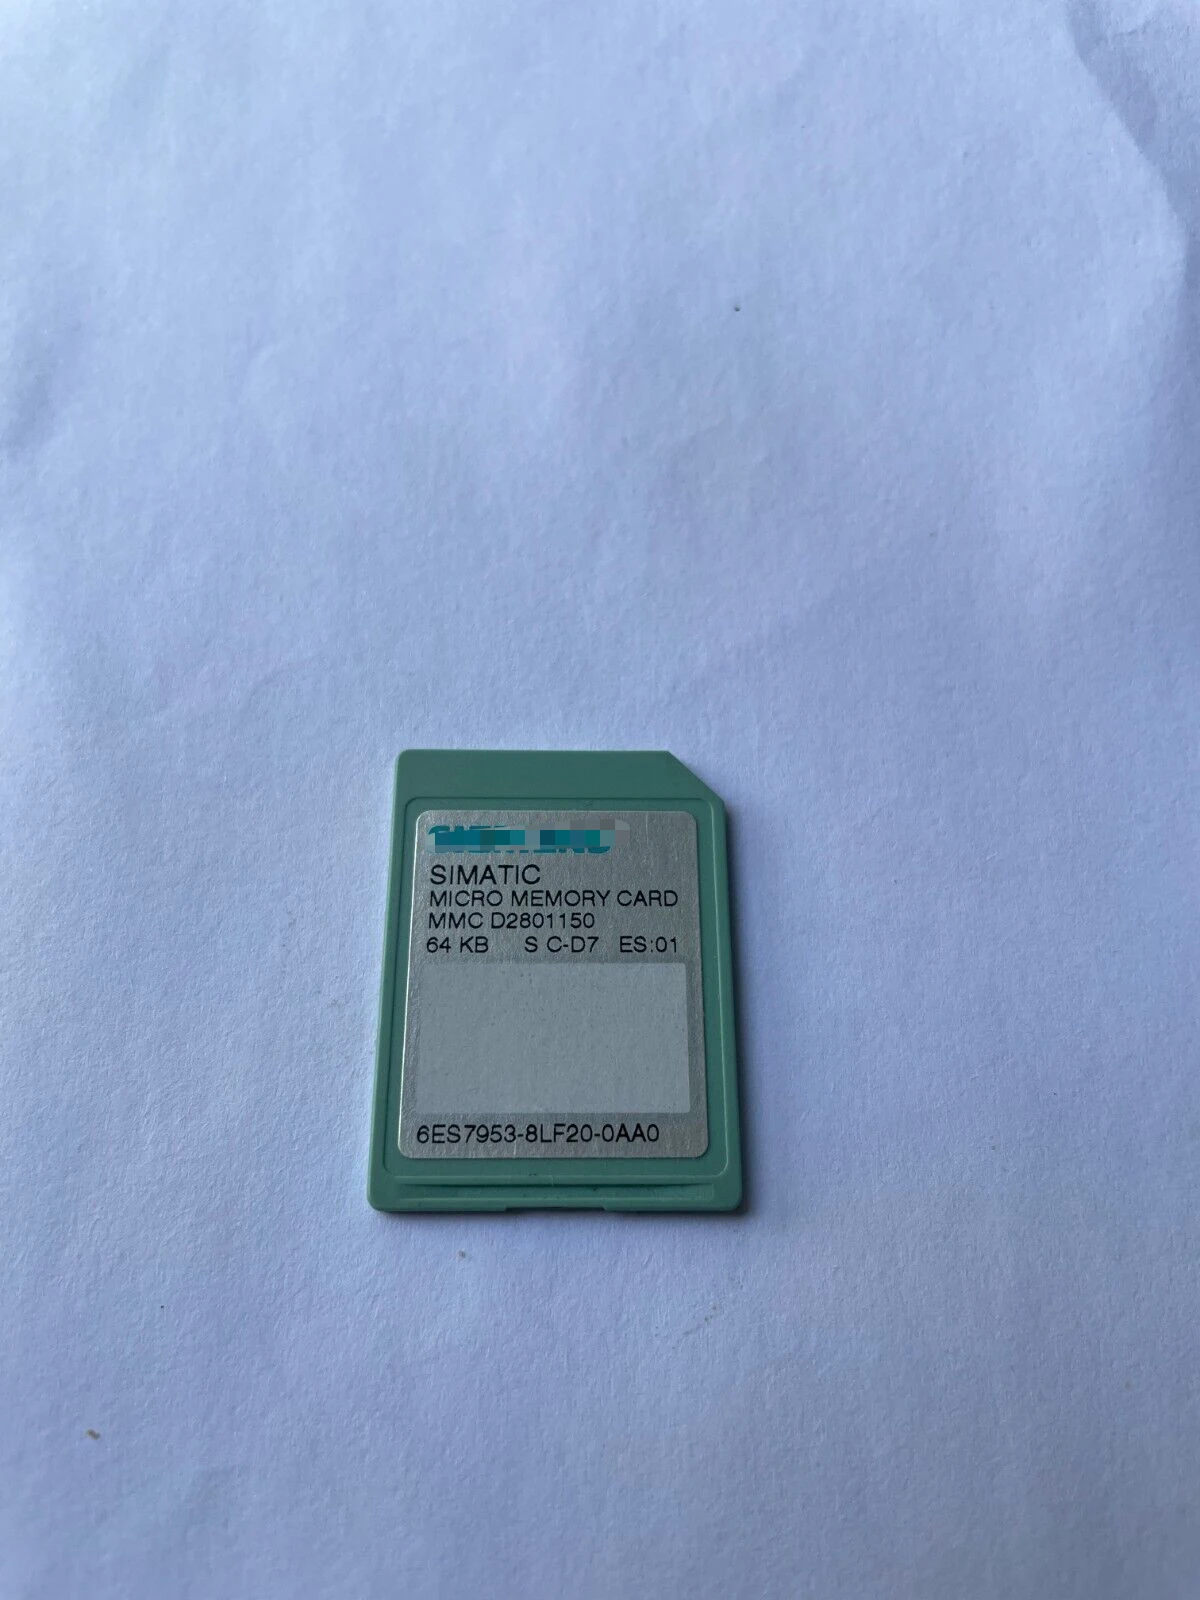 SIMATIC
MICRO MEMORY CARD
MMC D2801150
64 KB S C-D7 ES:01
6ES7953-8LF20-0AA0